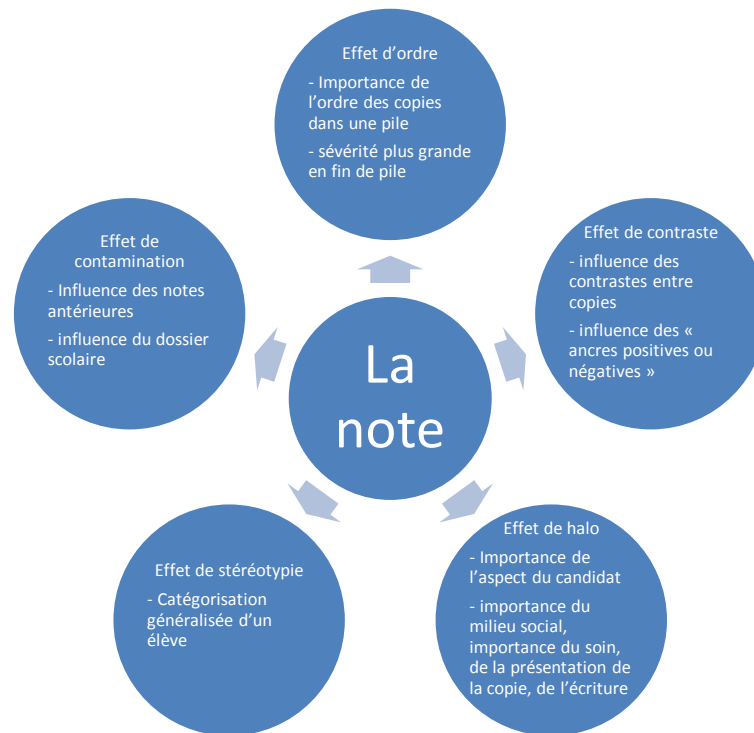 Effet d'ordre
- Importance de
l'ordre des copies
dans une pile
- sévérité plus grande
en fin de pile
Effet de contraste
- influence des
contrastes entre
copies
- influence des «
ancres positives ou
négatives »
Effet de halo
- Importance de
l'aspect du candidat
- importance du
milieu social,
importance du soin,
de la présentation de
la copie, de l'écriture
Effet de stéréotypie
- Catégorisation
généralisée d'un
élève
Effet de
contamination
- Influence des notes
antérieures
- influence du dossier
scolaire
La
note